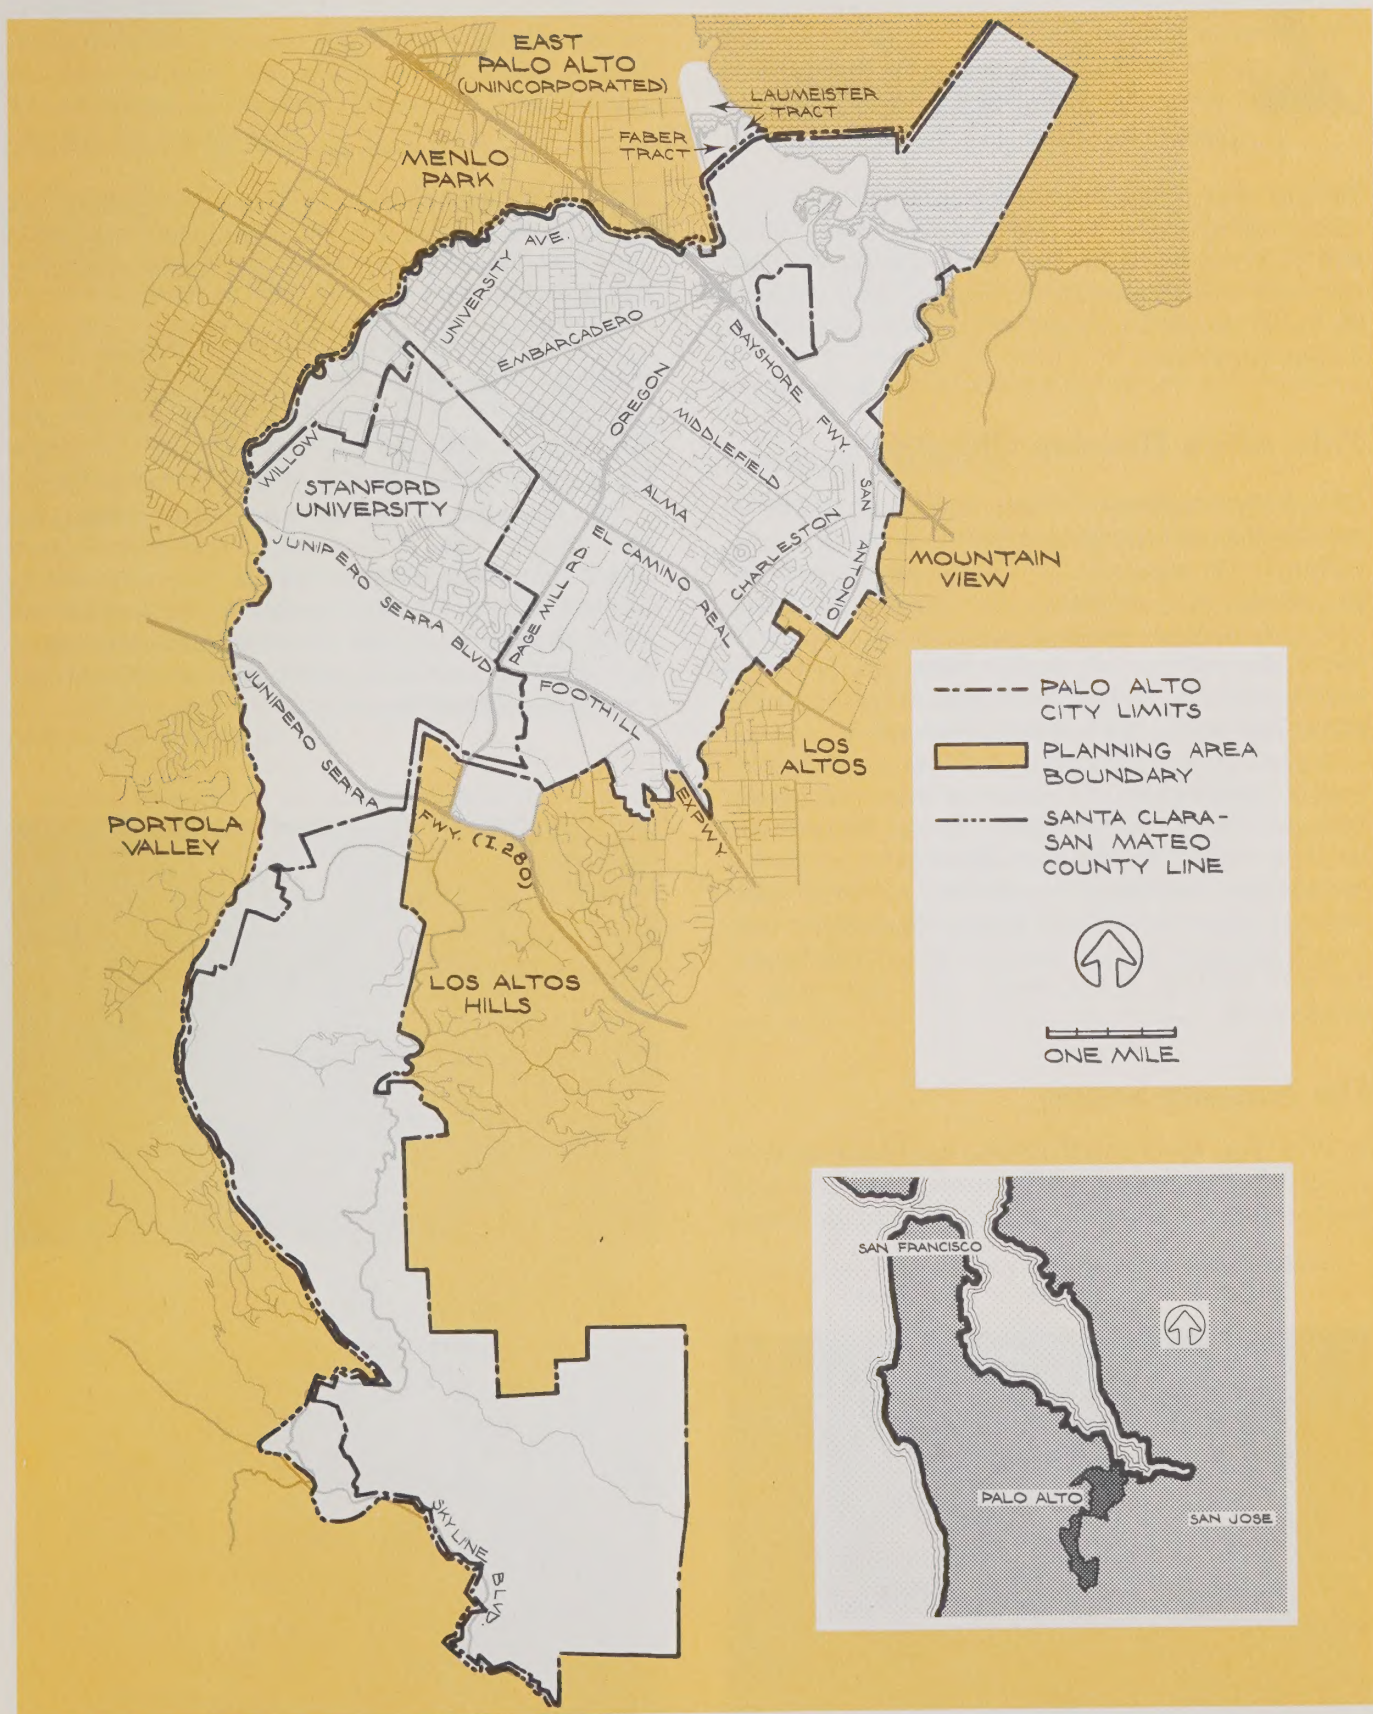 EAST
PALO ALTO
(UNINCORPORATED)
LAUMEISTER
TRACT
FABER
TRACT
MENLO
PARK
UNIVERSITY AVE.
EMBARCADERO
OREGON
BAYSHORE FWY.
MIDDLEFIELD
ALMA
SAN ANTONIO
CHARLESTON
WILLOW
STANFORD
UNIVERSITY
EL CAMINO REAL
MOUNTAIN
VIEW
JUNIPERO SERRA BLVD
PAGE MILL RD
FOOTHILL EXPWY
JUNIPERO SERRA FWY. (I.280)
LOS
ALTOS
PORTOLA
VALLEY
LOS ALTOS
HILLS
SKYLINE BLVD.
PALO ALTO
CITY LIMITS
PLANNING AREA
BOUNDARY
SANTA CLARA-
SAN MATEO
COUNTY LINE
ONE MILE
SAN FRANCISCO
PALO ALTO
SAN JOSE